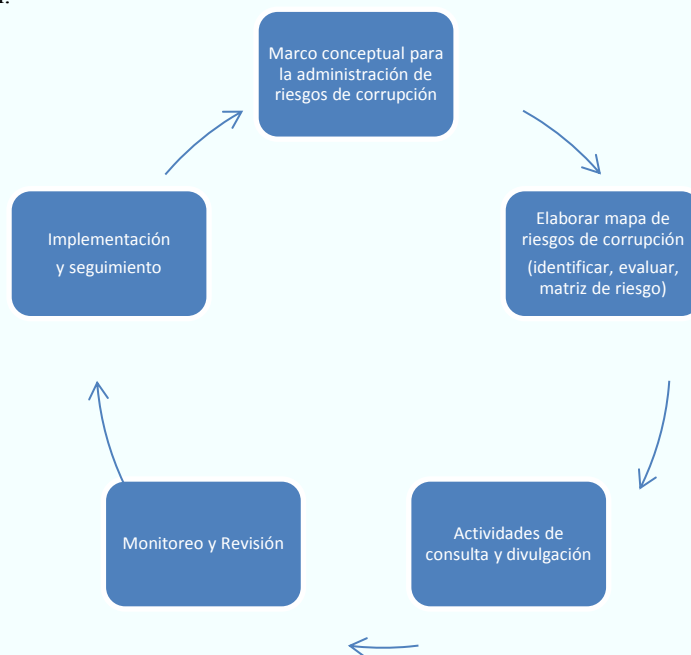 Marco conceptual para
la administración de
riesgos de corrupción
Elaborar mapa de
riesgos de corrupción
(identificar, evaluar,
matriz de riesgo)
Actividades de
consulta y divulgación
Monitoreo y Revisión
Implementación
y seguimiento